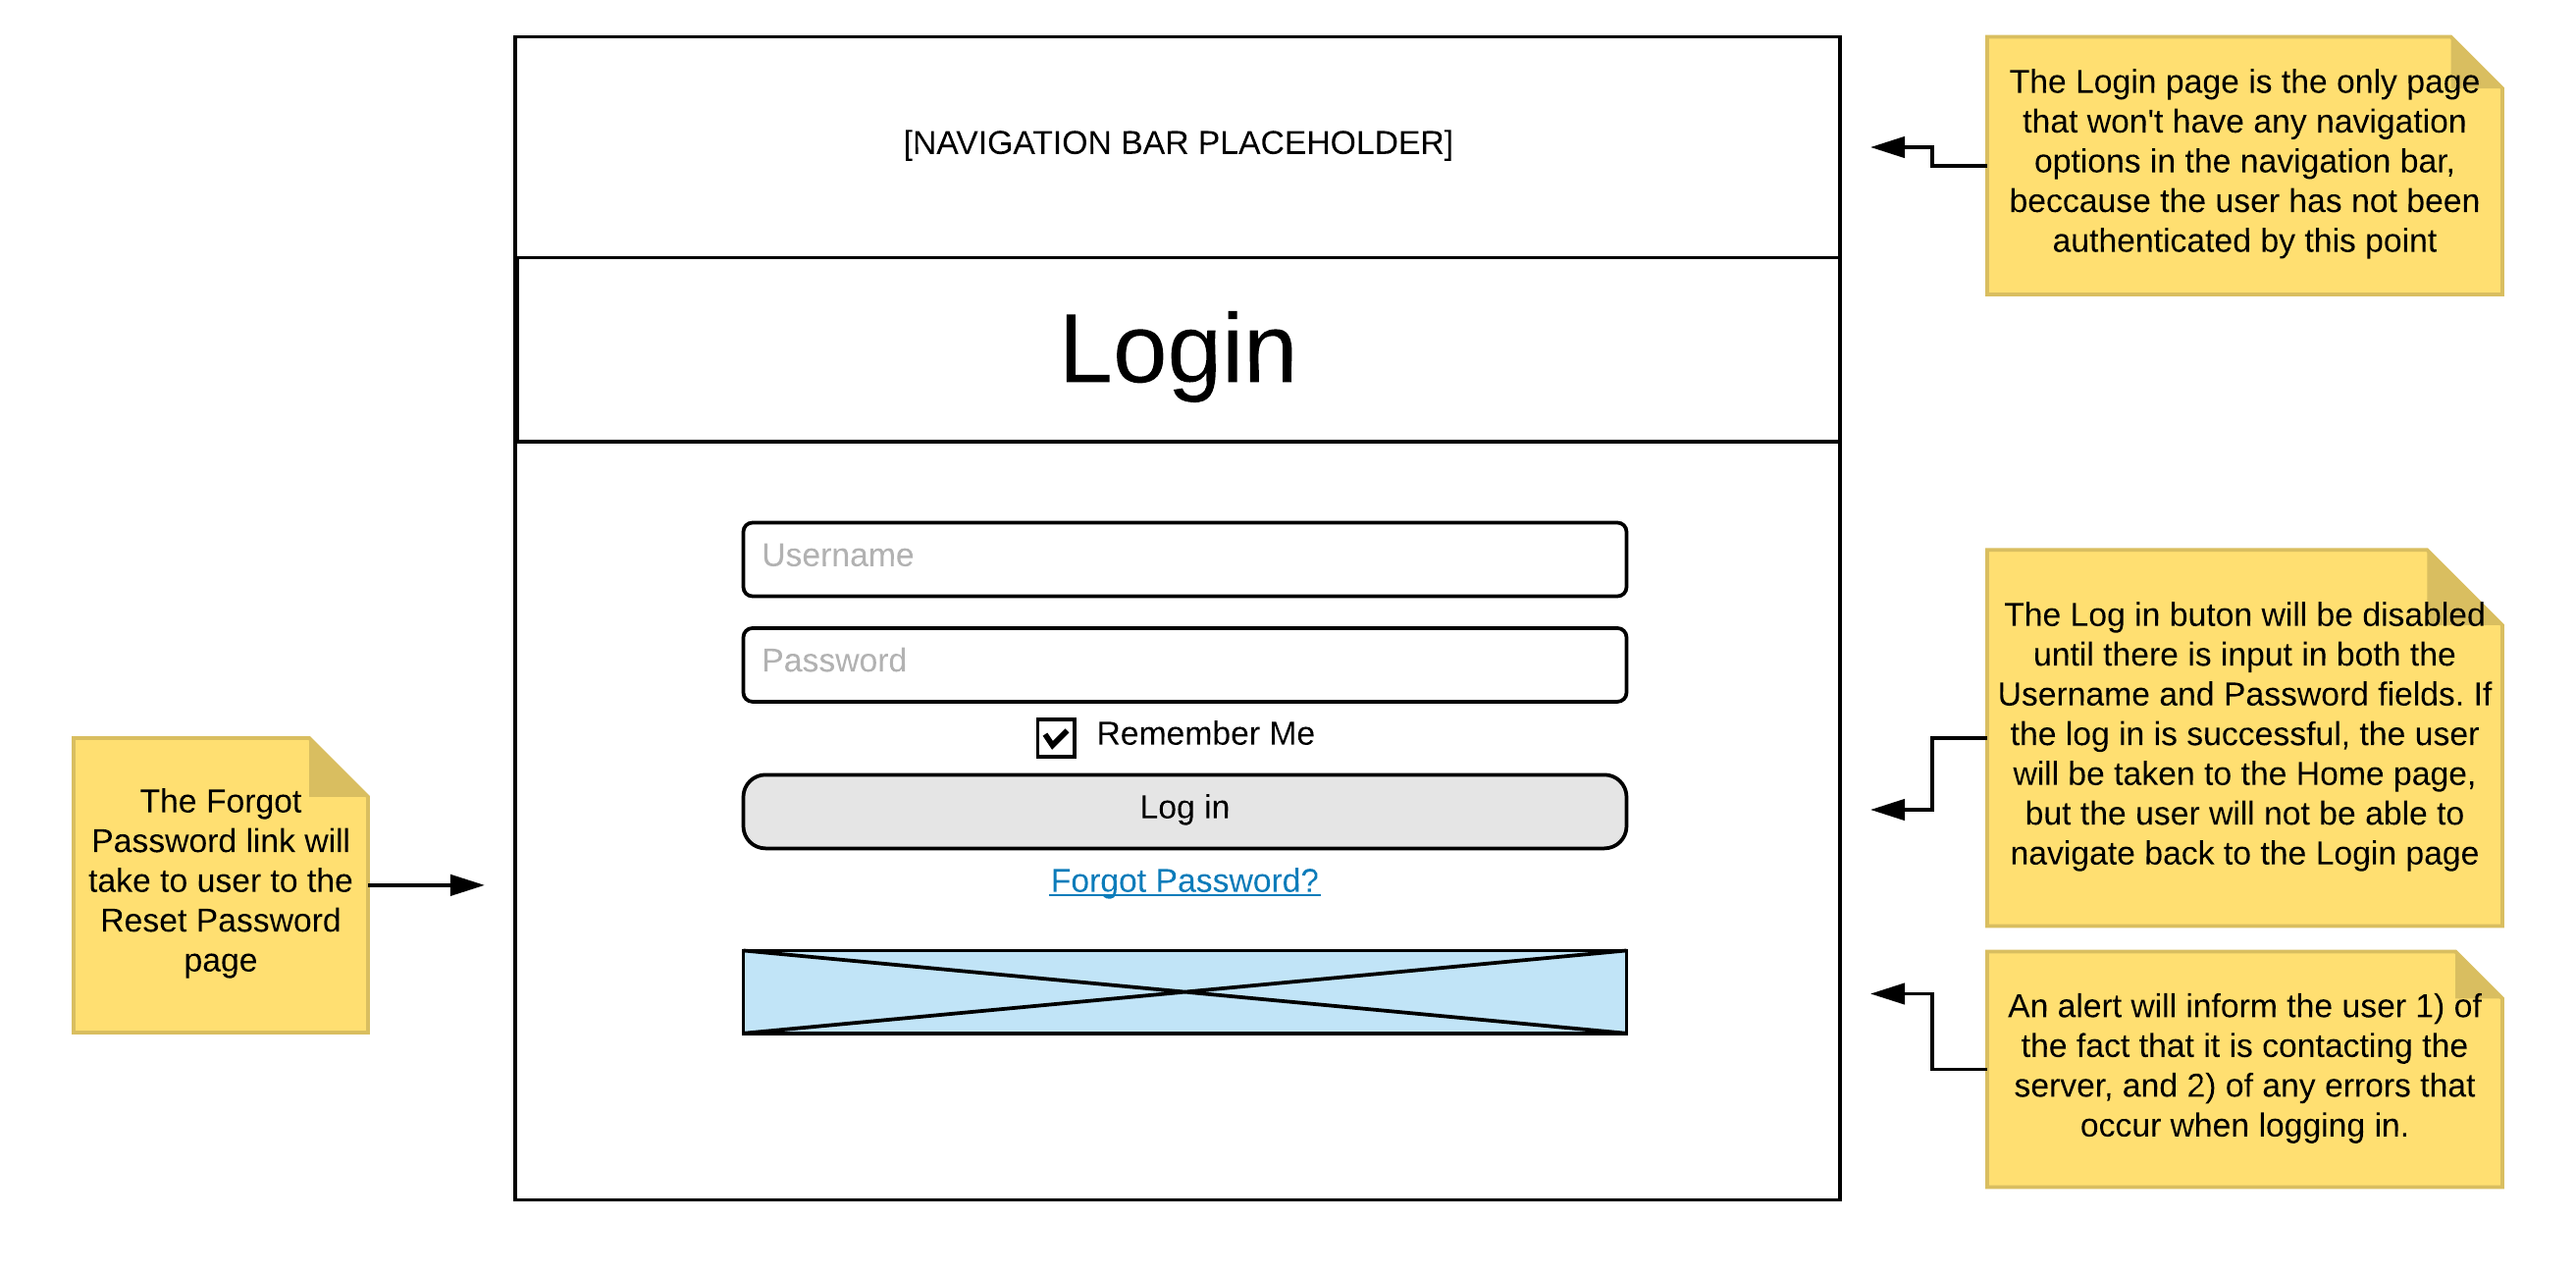 [NAVIGATION BAR PLACEHOLDER]
The Login page is the only page
that won't have any navigation
options in the navigation bar,
beccause the user has not been
authenticated by this point
Login
Username
Password
Remember Me
Log in
Forgot Password?
The Log in buton will be disabled
until there is input in both the
Username and Password fields. If
the log in is successful, the user
will be taken to the Home page,
but the user will not be able to
navigate back to the Login page
The Forgot
Password link will
take to user to the
Reset Password
page
An alert will inform the user 1) of
the fact that it is contacting the
server, and 2) of any errors that
occur when logging in.